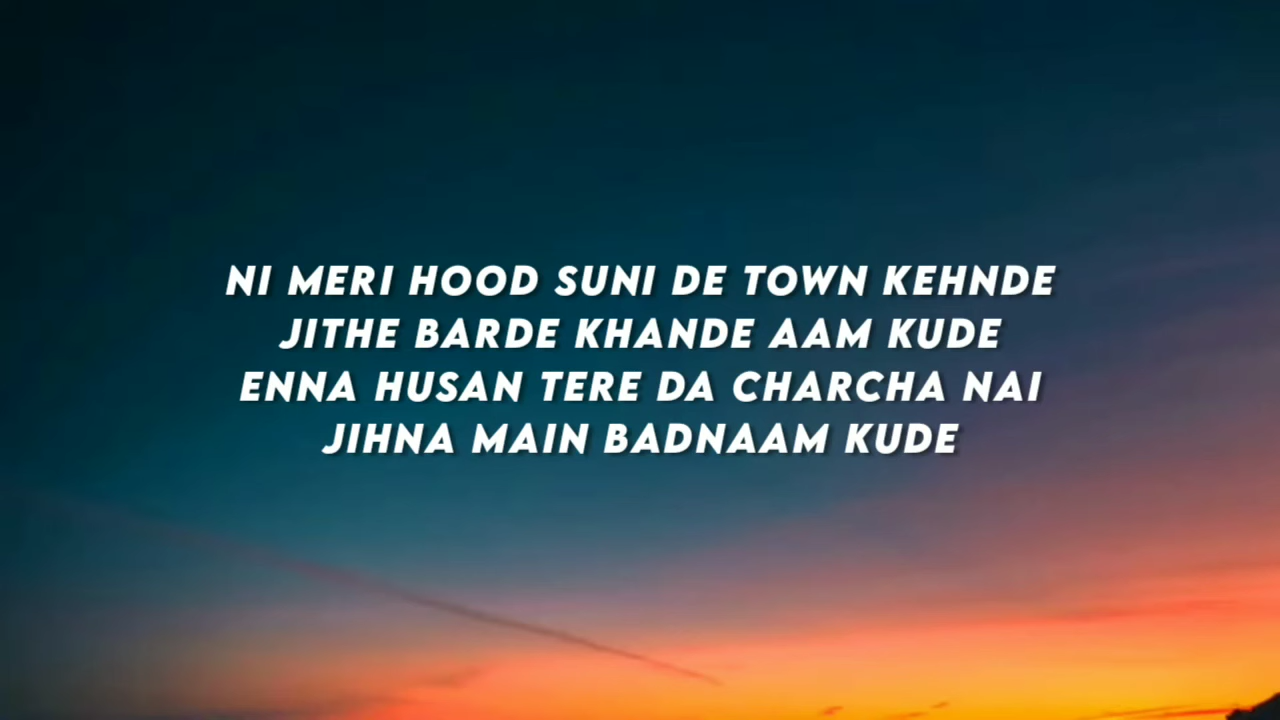 NI MERI HOOD SUNI DE TOWN KEHNDE
JITHE BARDE KHANDE AAM KUDE
ENNA HUSAN TERE DA CHARCHA NAI
JIHNA MAIN BADNAAM KUDE